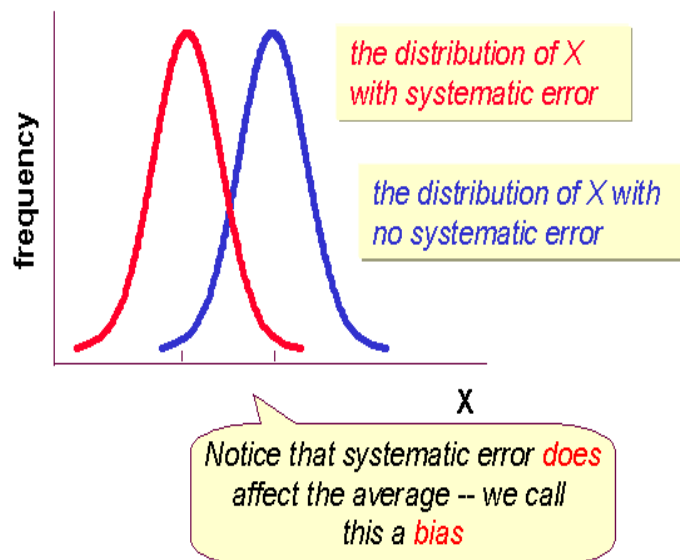 the distribution of X
with systematic error
frequency
the distribution of X with
no systematic error
X
Notice that systematic error does
affect the average -- we call
this a bias